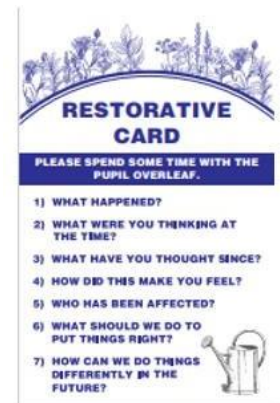 RESTORATIVE
CARD
PLEASE SPEND SOME TIME WITH THE
PUPIL OVERLEAF.
1) WHAT HAPPENED?
2) WHAT WERE YOU THINKING AT
THE TIME?
3) WHAT HAVE YOU THOUGHT SINCE?
4) HOW DID THIS MAKE YOU FEEL?
5) WHO HAS BEEN AFFECTED?
6) WHAT SHOULD WE DO TO
PUT THINGS RIGHT?
7) HOW CAN WE DO THINGS
DIFFERENTLY IN THE
FUTURE?